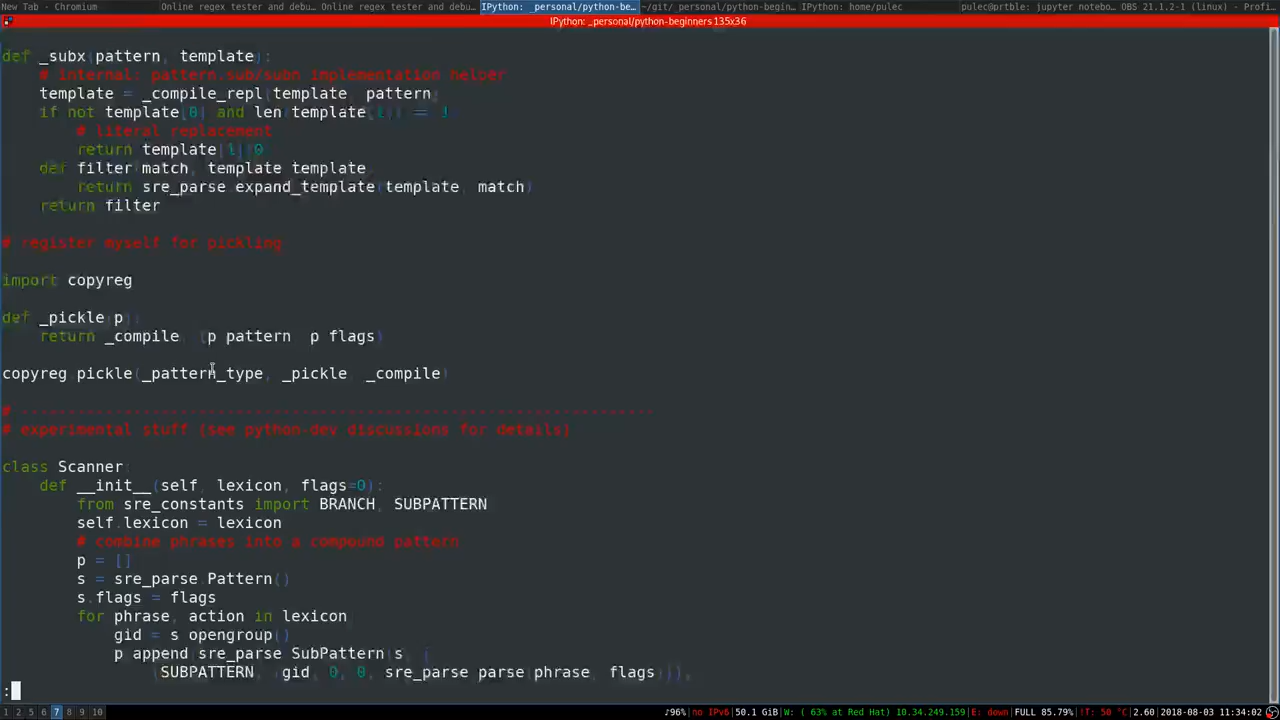 New Tab - Chromium Online regex tester and debu... Online regex tester and debu... IPython: _personal/python-be... ~/git/_personal/python-begin... IPython: home/pulec pulec@prtble: jupyter notebo... OBS 21.1.2-1 (linux) - Profi...
IPython: _personal/python-beginners 135x36
def _subx(pattern, template):
# internal: pattern.sub/subn implementation helper
template = _compile_repl(template, pattern)
if not template[0] and len(template[1]) == 1:
# literal replacement
return template[1][0]
def filter(match, template=template):
return sre_parse.expand_template(template, match)
return filter
# register myself for pickling
import copyreg
def _pickle(p):
return _compile, (p.pattern, p.flags)
copyreg.pickle(_pattern_type, _pickle, _compile)
# --------------------------------------------------------------------
# experimental stuff (see python-dev discussions for details)
class Scanner:
def __init__(self, lexicon, flags=0):
from sre_constants import BRANCH, SUBPATTERN
self.lexicon = lexicon
# combine phrases into a compound pattern
p = []
s = sre_parse.Pattern()
s.flags = flags
for phrase, action in lexicon:
gid = s.opengroup()
p.append(sre_parse.SubPattern(s, [
(SUBPATTERN, (gid, 0, 0, sre_parse.parse(phrase, flags))),
:
1 2 5 6 7 8 9 10 ♪96% no IPv6 50.1 GiB W: ( 63% at Red Hat) 10.34.249.159 E: down FULL 85.79% !T: 50 °C 2.60 2018-08-03 11:34:02